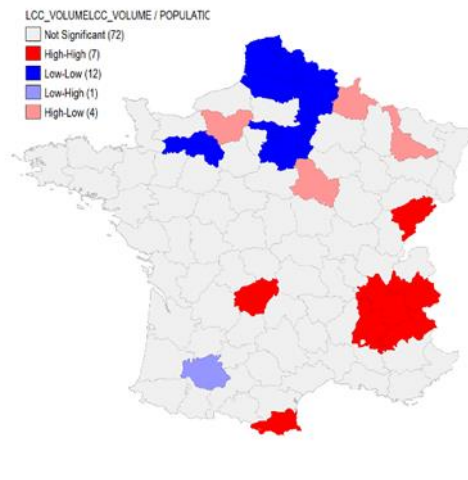 LCC_VOLUMELCC_VOLUME / POPULATIC
Not Significant (72)
High-High (7)
Low-Low (12)
Low-High (1)
High-Low (4)